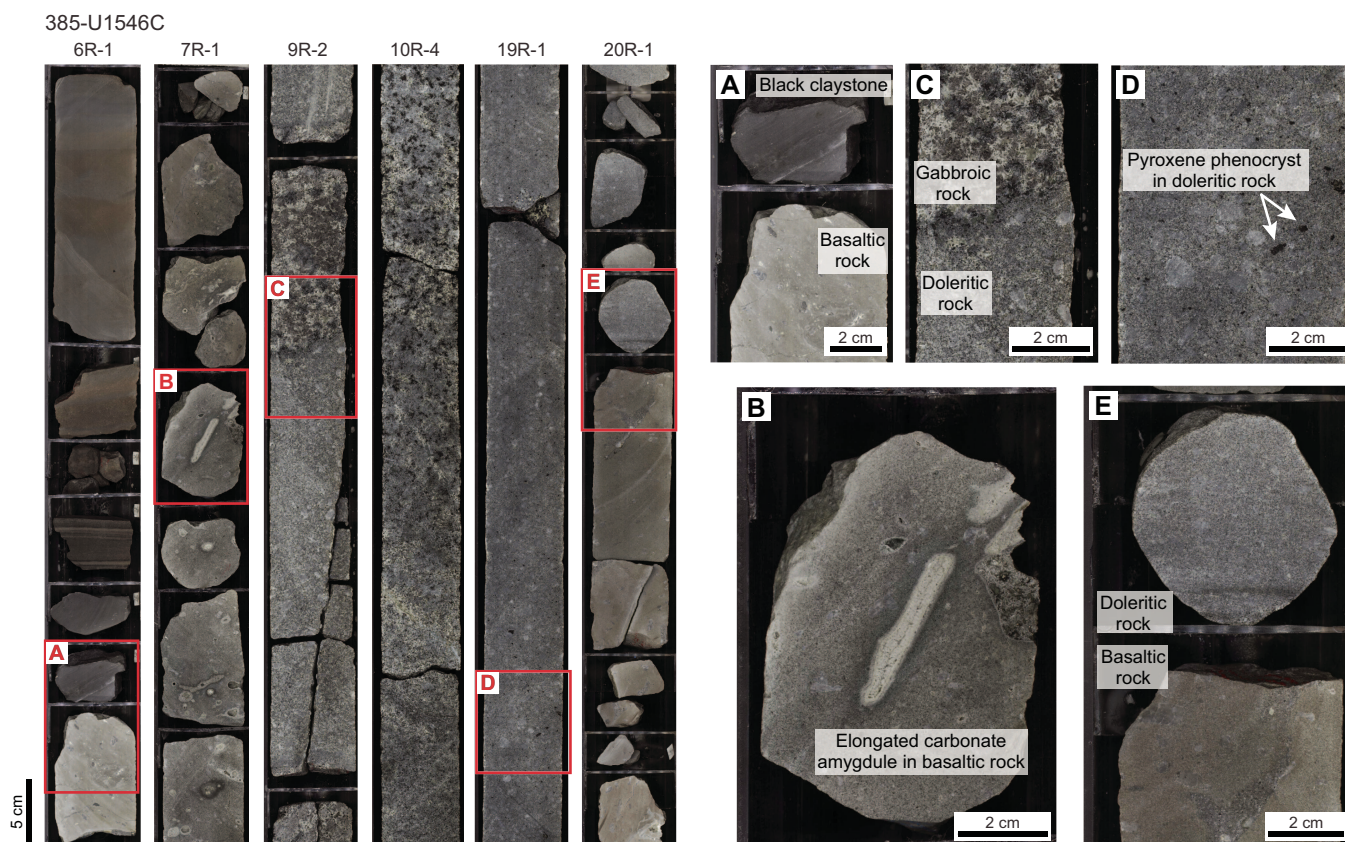 385-U1546C
6R-1
7R-1
9R-2
10R-4
19R-1
20R-1
A
B
C
D
E
5 cm
A
Black claystone
Basaltic
rock
2 cm
C
Gabbroic
rock
Doleritic
rock
2 cm
D
Pyroxene phenocryst
in doleritic rock
2 cm
B
Elongated carbonate
amygdule in basaltic rock
2 cm
E
Doleritic
rock
Basaltic
rock
2 cm